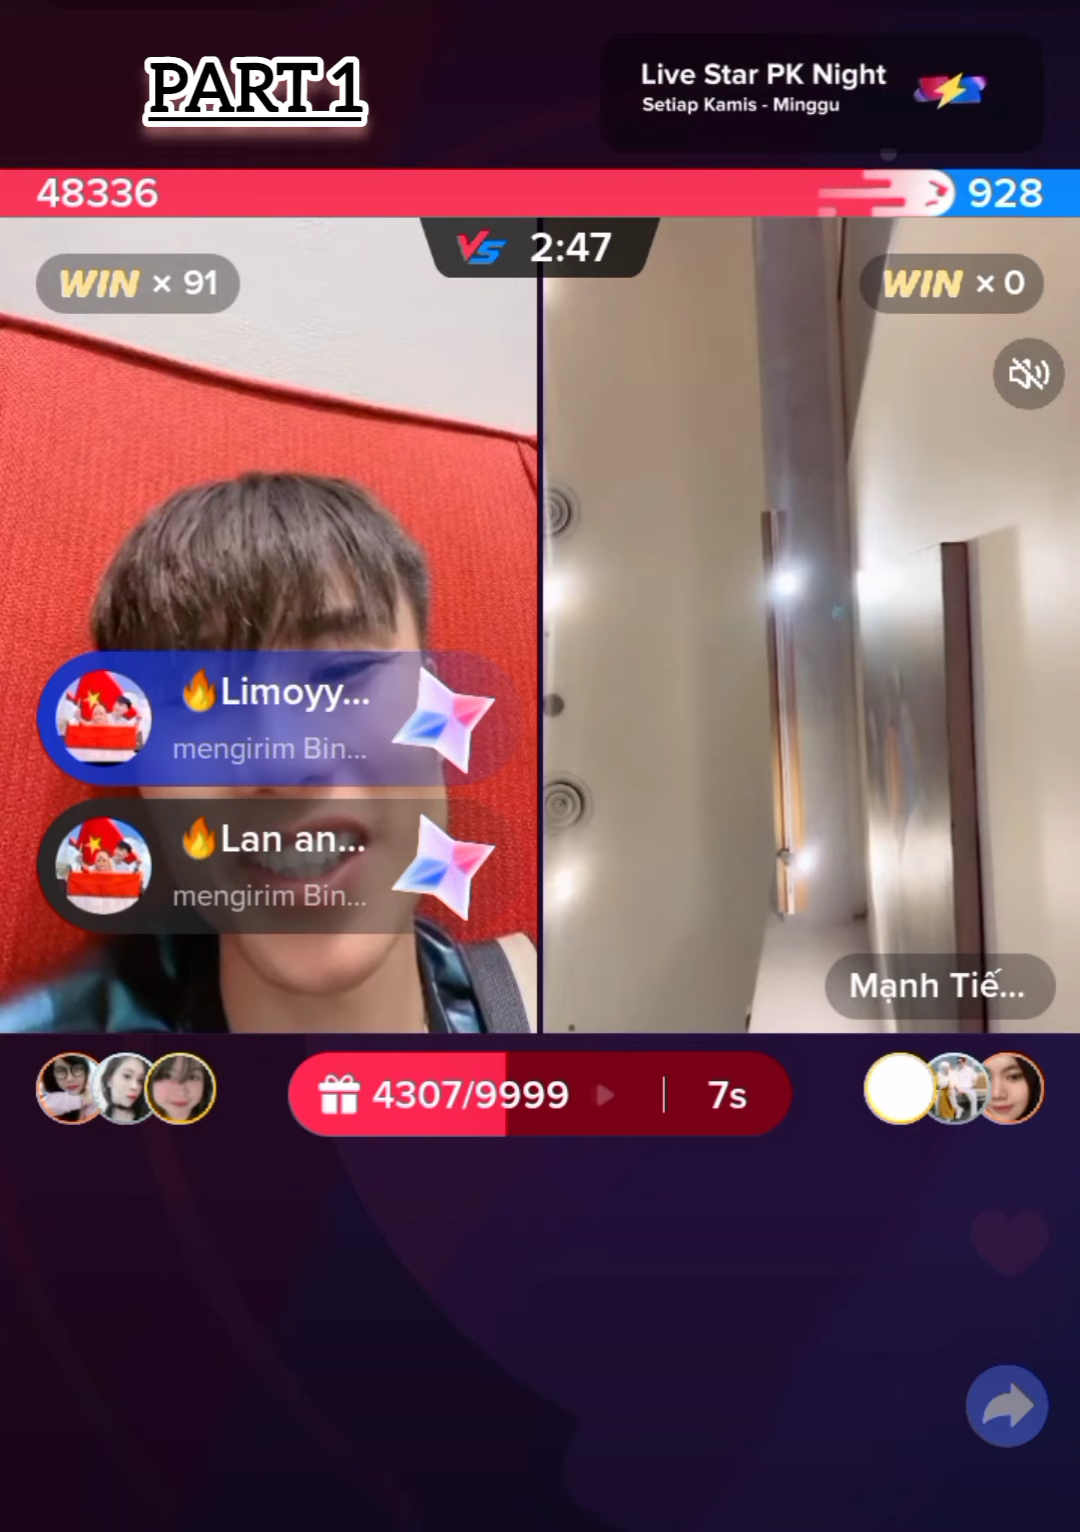 PART 1
Live Star PK Night
Setiap Kamis - Minggu
48336
928
VS 2:47
WIN × 91
WIN × 0
🔥Limoyy...
mengirim Bin...
🔥Lan an...
mengirim Bin...
Mạnh Tiế...
4307/9999
7s